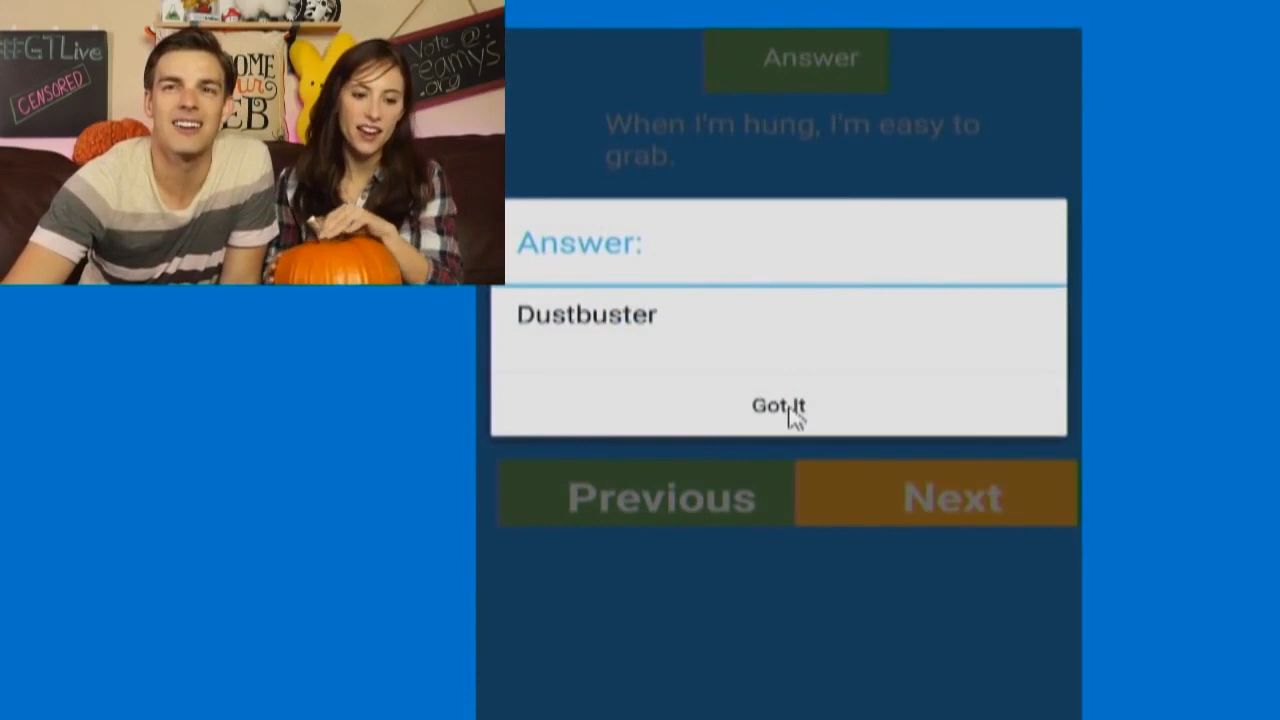 #GTLive
CENSORED
OME
our
EB
Vote @:
eamys
.org
Answer
When I'm hung, I'm easy to
grab.
Answer:
Dustbuster
Got It
Previous
Next